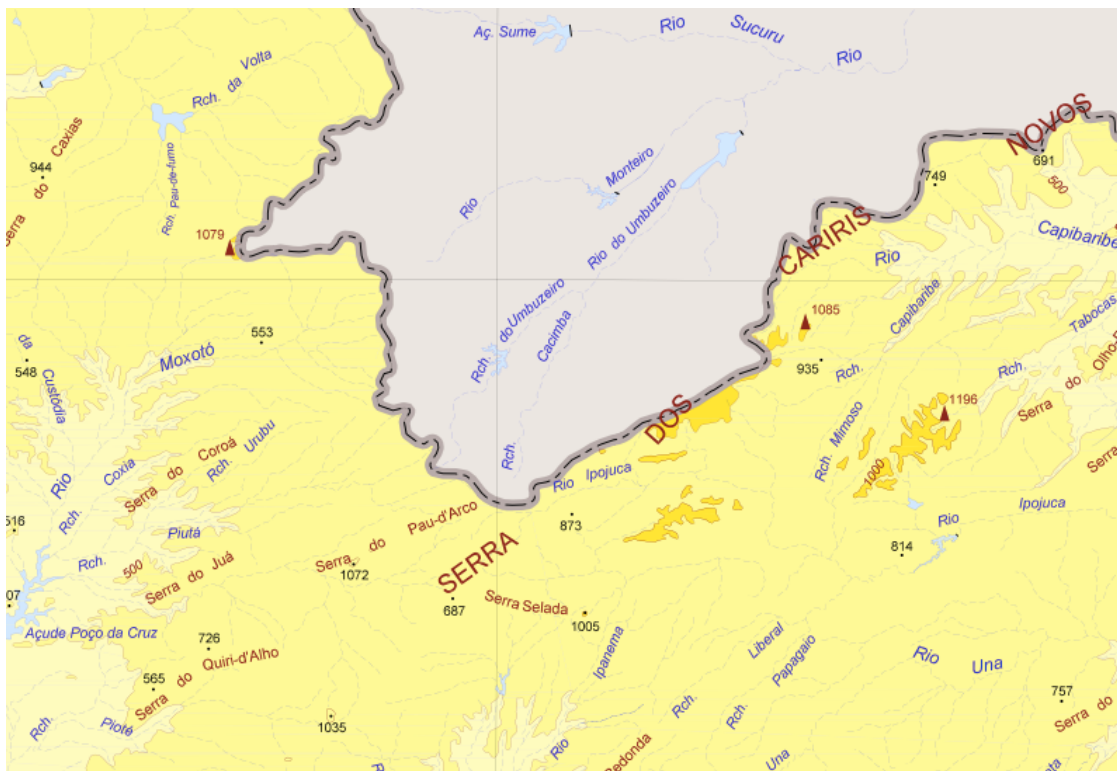 Aç. Sume
Rio Sucuru
Rio
Rch. da Volta
NOVOS
691
500
944
Serra do Caxias
Rch. Pau-de-fumo
Monteiro
Rio
749
CARIRIS
Capibaribe
Rio
1079
Rio do Umbuzeiro
Rch. do Umbuzeiro
Cacimba
Rch.
1085
Capibaribe
Rch.
Tabocas
Rch.
553
935
da Custódia
548
Moxotó
Serra do
DOS
1196
Mimoso
Rch.
1000
Serra
Rio
Coxia
Rch.
Serra do Coroá
Rch. Urubu
Rio Ipojuca
Rio Ipojuca
Pau-d'Arco
Serra do
873
516
Piutá
Rch.
500
Serra do Juá
814
SERRA
1072
687
Serra Selada
1005
07
Açude Poço da Cruz
726
Serra do Quiri-d'Alho
565
Ipanema
Rio
Liberal
Rch.
Papagaio
Rch.
Rio Una
757
Serra do
Rch. Pioté
1035
Redonda
Una